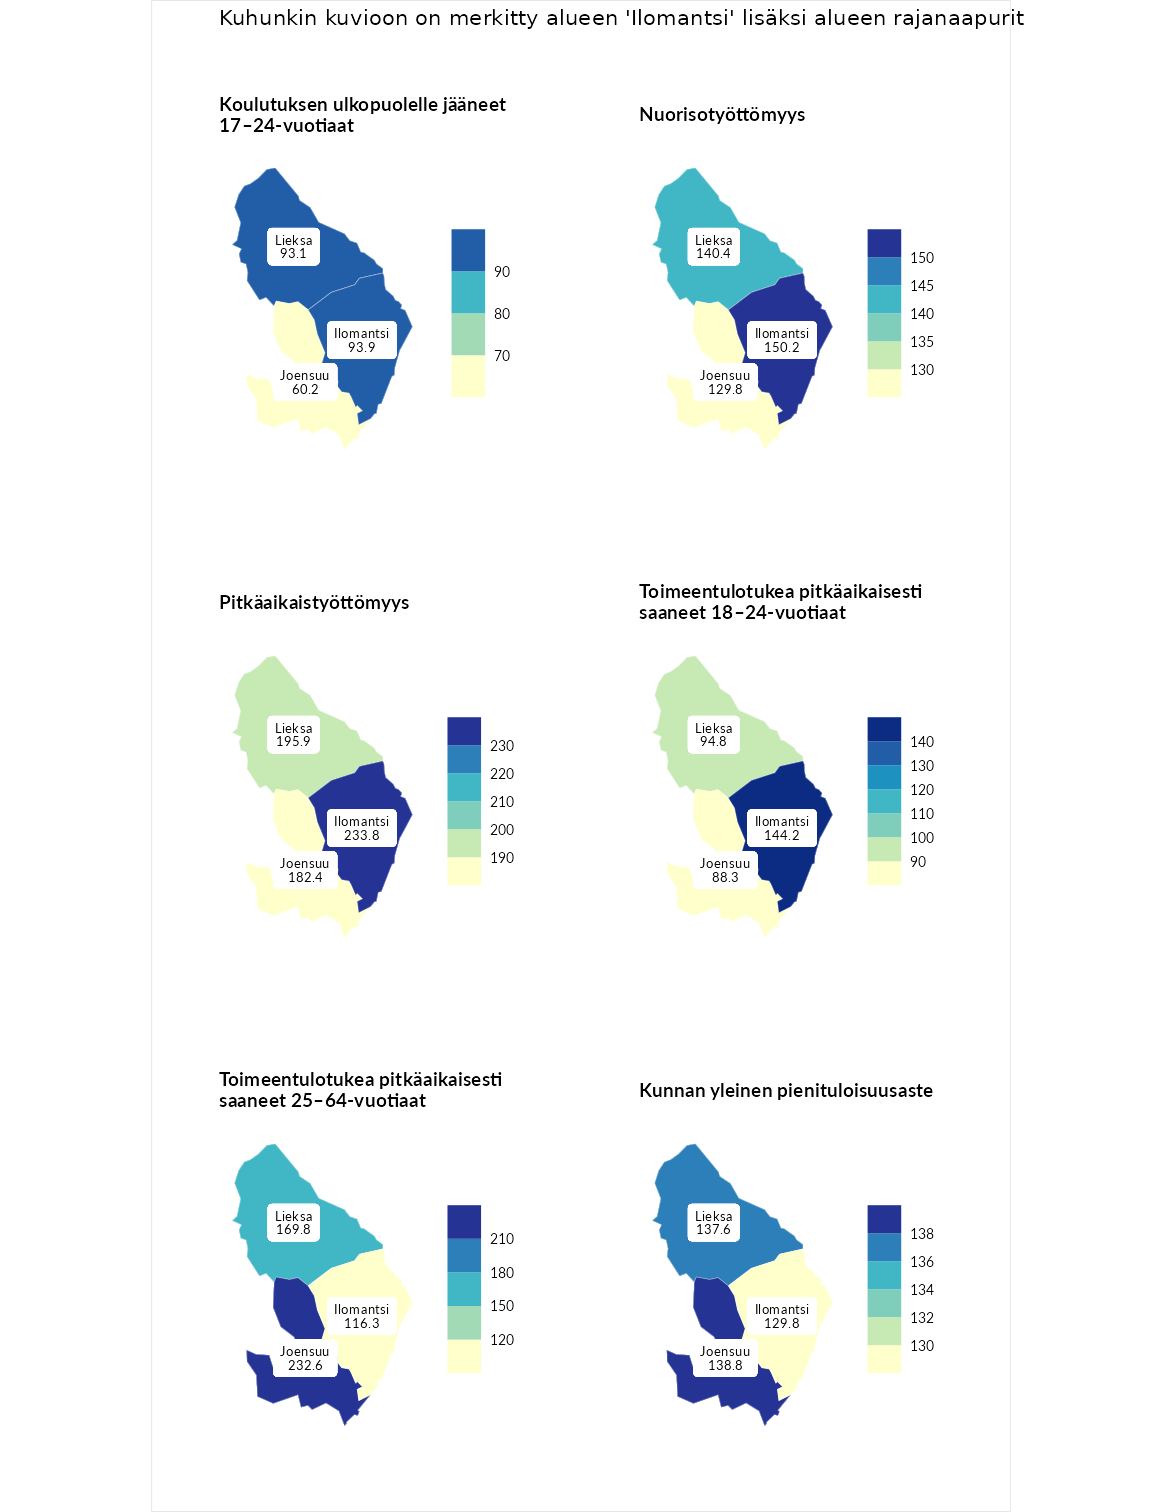 Kuhunkin kuvioon on merkitty alueen 'Ilomantsi' lisäksi alueen rajanaapurit
Koulutuksen ulkopuolelle jääneet
17–24-vuotiaat
Lieksa
93.1
Ilomantsi
93.9
Joensuu
60.2
90
80
70
Nuorisotyöttömyys
Lieksa
140.4
Ilomantsi
150.2
Joensuu
129.8
150
145
140
135
130
Pitkäaikaistyöttömyys
Lieksa
195.9
Ilomantsi
233.8
Joensuu
182.4
230
220
210
200
190
Toimeentulotukea pitkäaikaisesti
saaneet 18–24-vuotiaat
Lieksa
94.8
Ilomantsi
144.2
Joensuu
88.3
140
130
120
110
100
90
Toimeentulotukea pitkäaikaisesti
saaneet 25–64-vuotiaat
Lieksa
169.8
Ilomantsi
116.3
Joensuu
232.6
210
180
150
120
Kunnan yleinen pienituloisuusaste
Lieksa
137.6
Ilomantsi
129.8
Joensuu
138.8
138
136
134
132
130